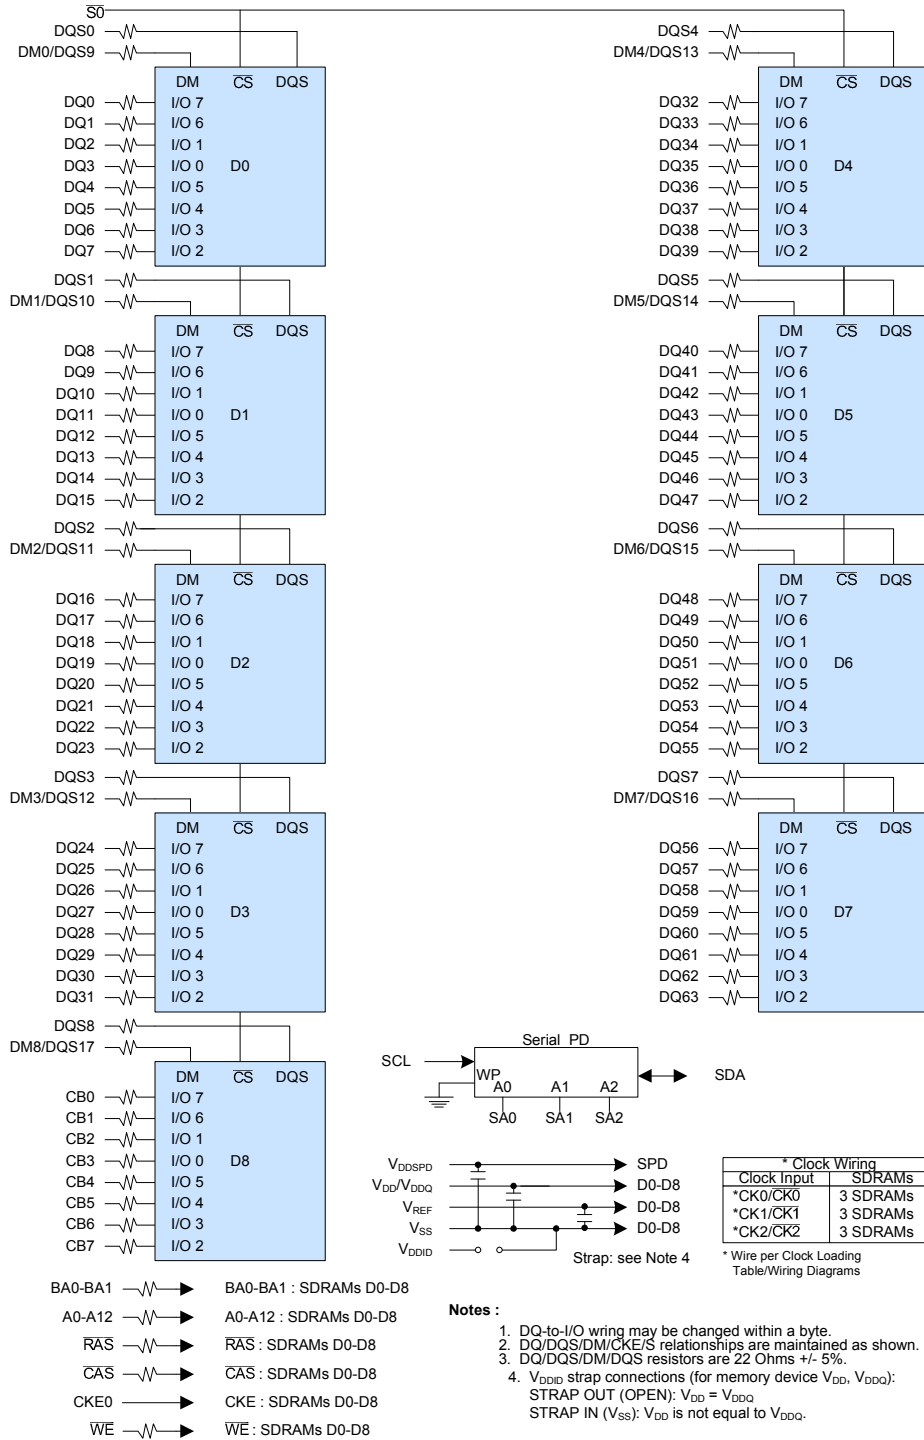 S0
DQS0
DM0/DQS9
DM CS DQS
DQ0 I/O 7
DQ1 I/O 6
DQ2 I/O 1
DQ3 I/O 0 D0
DQ4 I/O 5
DQ5 I/O 4
DQ6 I/O 3
DQ7 I/O 2
DQS1
DM1/DQS10
DM CS DQS
DQ8 I/O 7
DQ9 I/O 6
DQ10 I/O 1
DQ11 I/O 0 D1
DQ12 I/O 5
DQ13 I/O 4
DQ14 I/O 3
DQ15 I/O 2
DQS2
DM2/DQS11
DM CS DQS
DQ16 I/O 7
DQ17 I/O 6
DQ18 I/O 1
DQ19 I/O 0 D2
DQ20 I/O 5
DQ21 I/O 4
DQ22 I/O 3
DQ23 I/O 2
DQS3
DM3/DQS12
DM CS DQS
DQ24 I/O 7
DQ25 I/O 6
DQ26 I/O 1
DQ27 I/O 0 D3
DQ28 I/O 5
DQ29 I/O 4
DQ30 I/O 3
DQ31 I/O 2
DQS8
DM8/DQS17
DM CS DQS
CB0 I/O 7
CB1 I/O 6
CB2 I/O 1
CB3 I/O 0 D8
CB4 I/O 5
CB5 I/O 4
CB6 I/O 3
CB7 I/O 2
DQS4
DM4/DQS13
DM CS DQS
DQ32 I/O 7
DQ33 I/O 6
DQ34 I/O 1
DQ35 I/O 0 D4
DQ36 I/O 5
DQ37 I/O 4
DQ38 I/O 3
DQ39 I/O 2
DQS5
DM5/DQS14
DM CS DQS
DQ40 I/O 7
DQ41 I/O 6
DQ42 I/O 1
DQ43 I/O 0 D5
DQ44 I/O 5
DQ45 I/O 4
DQ46 I/O 3
DQ47 I/O 2
DQS6
DM6/DQS15
DM CS DQS
DQ48 I/O 7
DQ49 I/O 6
DQ50 I/O 1
DQ51 I/O 0 D6
DQ52 I/O 5
DQ53 I/O 4
DQ54 I/O 3
DQ55 I/O 2
DQS7
DM7/DQS16
DM CS DQS
DQ56 I/O 7
DQ57 I/O 6
DQ58 I/O 1
DQ59 I/O 0 D7
DQ60 I/O 5
DQ61 I/O 4
DQ62 I/O 3
DQ63 I/O 2
Serial PD
SCL SDA
WP
A0 A1 A2
SA0 SA1 SA2
VDDSPD SPD
VDD/VDDQ D0-D8
VREF D0-D8
VSS D0-D8
VDDID
Strap: see Note 4
* Clock Wiring
Clock Input SDRAMs
*CK0/CK0 3 SDRAMs
*CK1/CK1 3 SDRAMs
*CK2/CK2 3 SDRAMs
* Wire per Clock Loading
Table/Wiring Diagrams
BA0-BA1 BA0-BA1 : SDRAMs D0-D8
A0-A12 A0-A12 : SDRAMs D0-D8
RAS RAS : SDRAMs D0-D8
CAS CAS : SDRAMs D0-D8
CKE0 CKE : SDRAMs D0-D8
WE WE : SDRAMs D0-D8
Notes :
1. DQ-to-I/O wring may be changed within a byte.
2. DQ/DQS/DM/CKE/S relationships are maintained as shown.
3. DQ/DQS/DM/DQS resistors are 22 Ohms +/- 5%.
4. VDDID strap connections (for memory device VDD, VDDQ):
STRAP OUT (OPEN): VDD = VDDQ
STRAP IN (VSS): VDD is not equal to VDDQ.